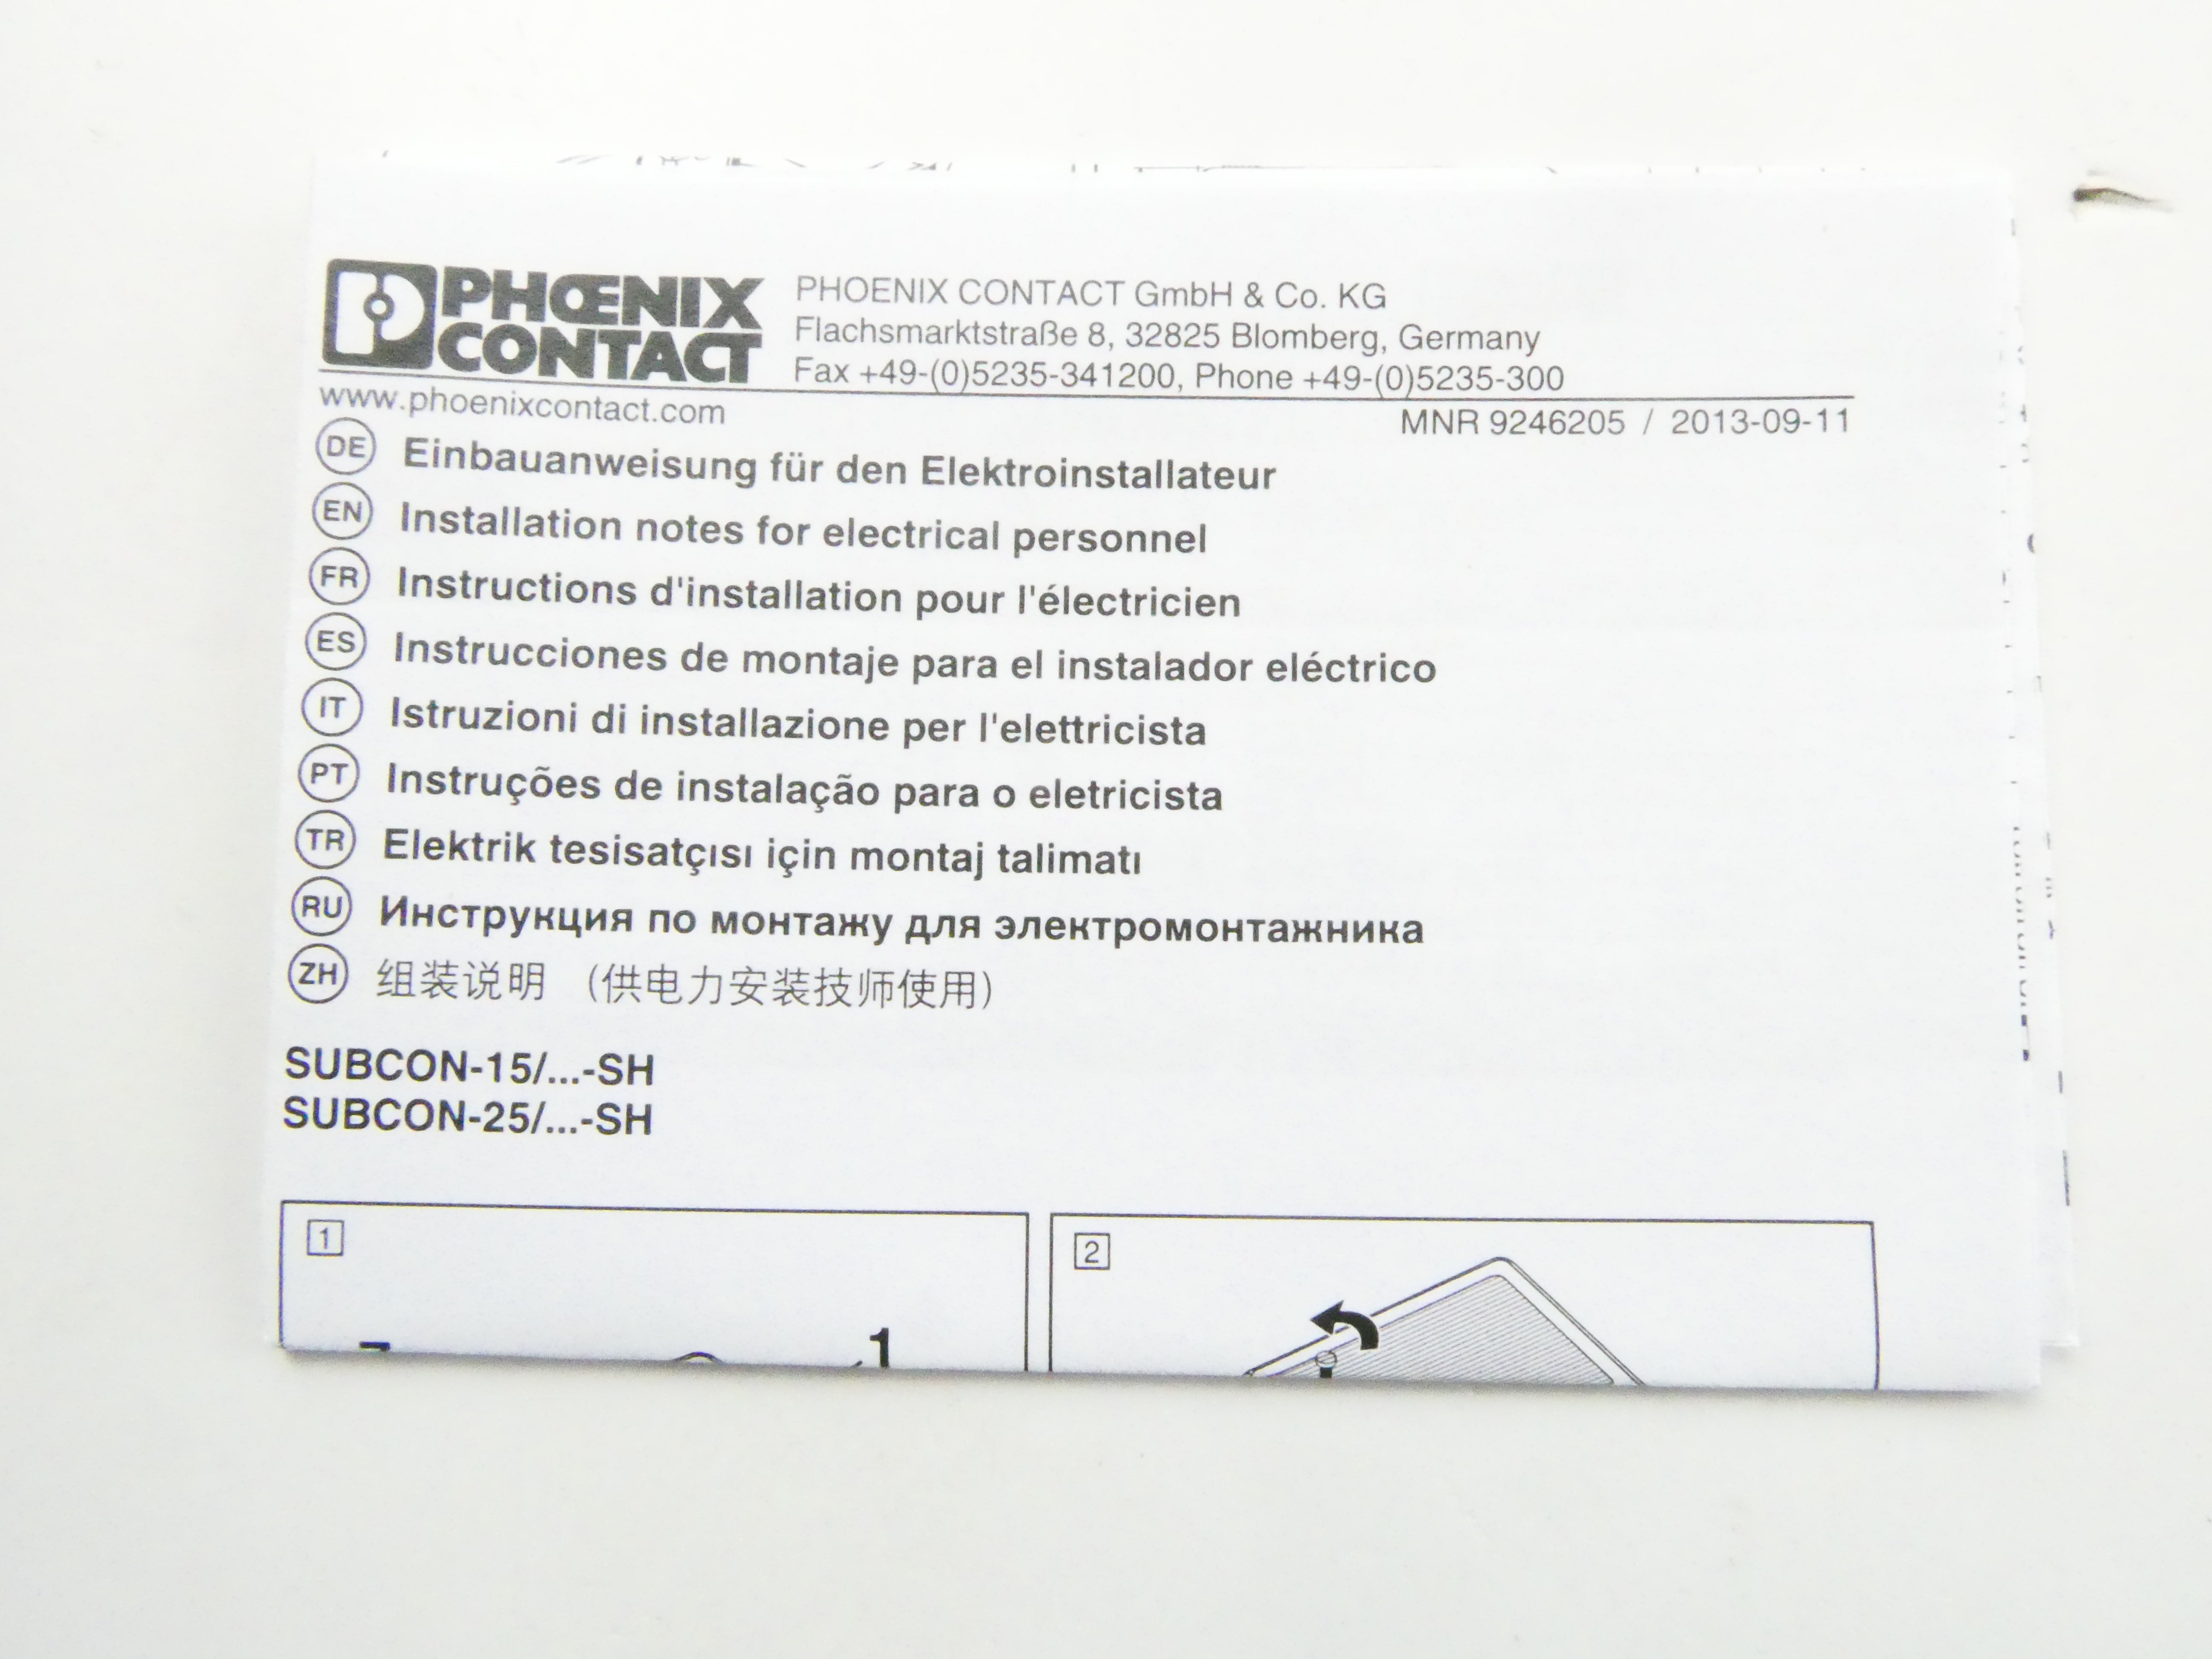 PHŒNIX
CONTACT
PHOENIX CONTACT GmbH & Co. KG
Flachsmarktstraße 8, 32825 Blomberg, Germany
Fax +49-(0)5235-341200, Phone +49-(0)5235-300
www.phoenixcontact.com
MNR 9246205 / 2013-09-11
DE Einbauanweisung für den Elektroinstallateur
EN Installation notes for electrical personnel
FR Instructions d'installation pour l'électricien
ES Instrucciones de montaje para el instalador eléctrico
IT Istruzioni di installazione per l'elettricista
PT Instruções de instalação para o eletricista
TR Elektrik tesisatçısı için montaj talimatı
RU Инструкция по монтажу для электромонтажника
ZH 组装说明 (供电力安装技师使用)
SUBCON-15/...-SH
SUBCON-25/...-SH
1
2
1